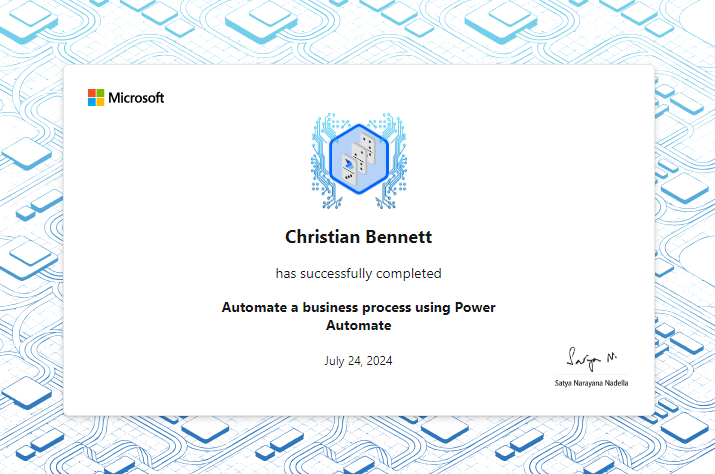 Microsoft
Christian Bennett
has successfully completed
Automate a business process using Power
Automate
July 24, 2024
Satya N.
Satya Narayana Nadella